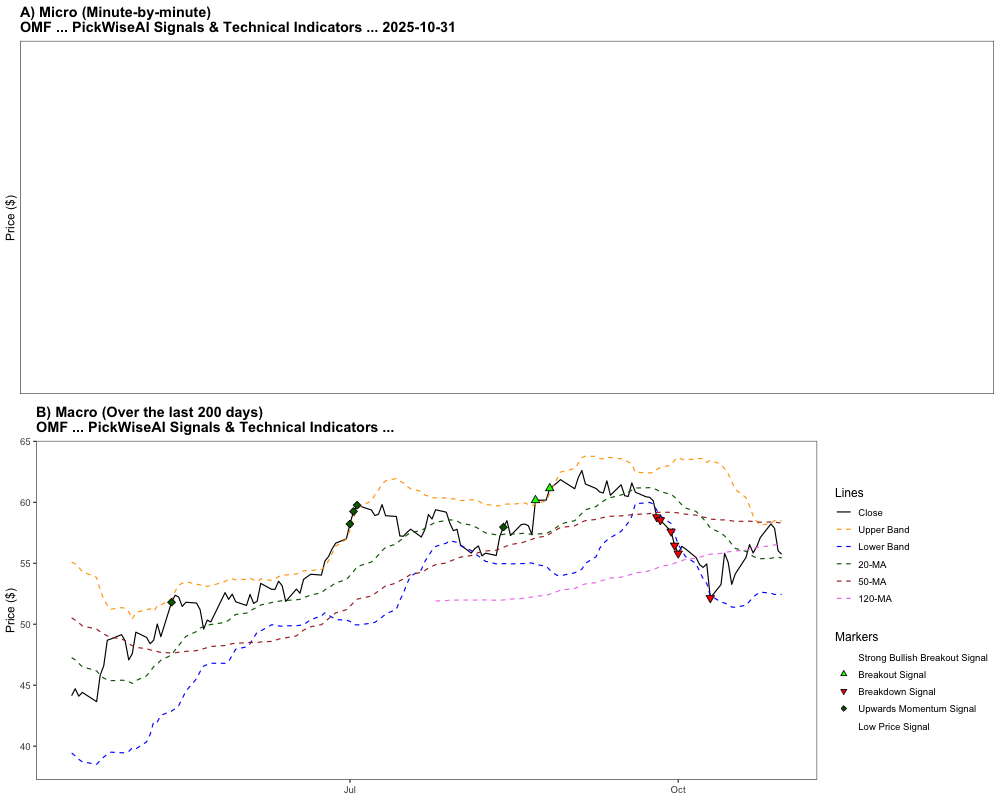 A) Micro (Minute-by-minute)
OMF ... PickWiseAI Signals & Technical Indicators ... 2025-10-31
Price ($)
B) Macro (Over the last 200 days)
OMF ... PickWiseAI Signals & Technical Indicators ...
Price ($)
65
60
55
50
45
40
Jul
Oct
Lines
Close
Upper Band
Lower Band
20-MA
50-MA
120-MA
Markers
Strong Bullish Breakout Signal
Breakout Signal
Breakdown Signal
Upwards Momentum Signal
Low Price Signal